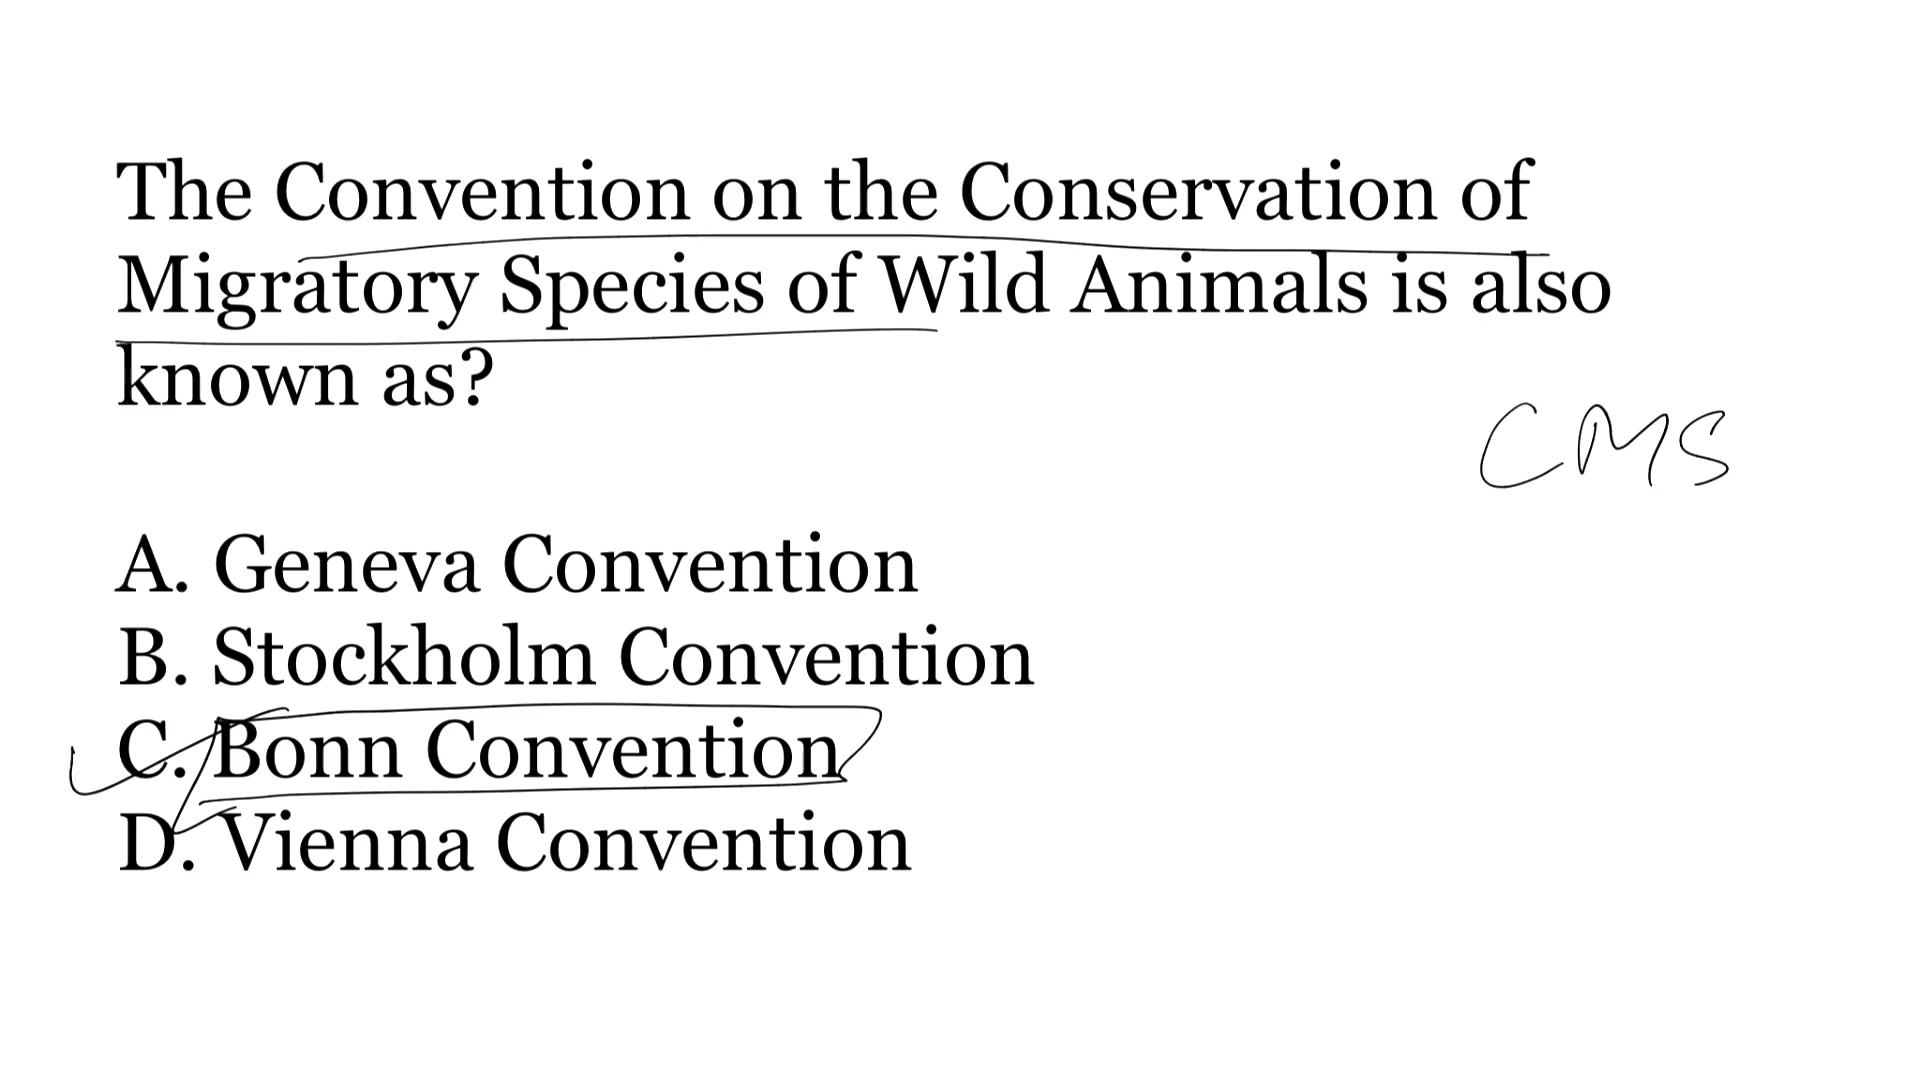 The Convention on the Conservation of
Migratory Species of Wild Animals is also
known as?
CMS
A. Geneva Convention
B. Stockholm Convention
C. Bonn Convention
D. Vienna Convention